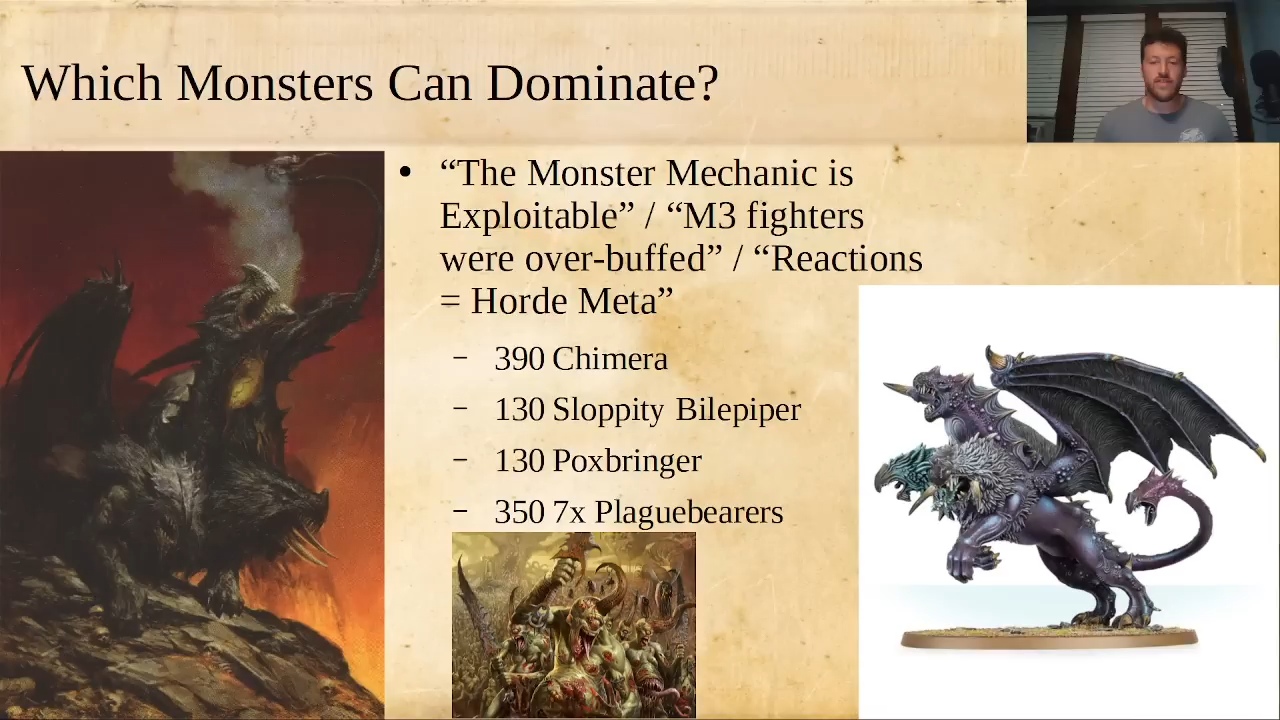 Which Monsters Can Dominate?
• “The Monster Mechanic is
Exploitable” / “M3 fighters
were over-buffed” / “Reactions
= Horde Meta”
– 390 Chimera
– 130 Sloppity Bilepiper
– 130 Poxbringer
– 350 7x Plaguebearers